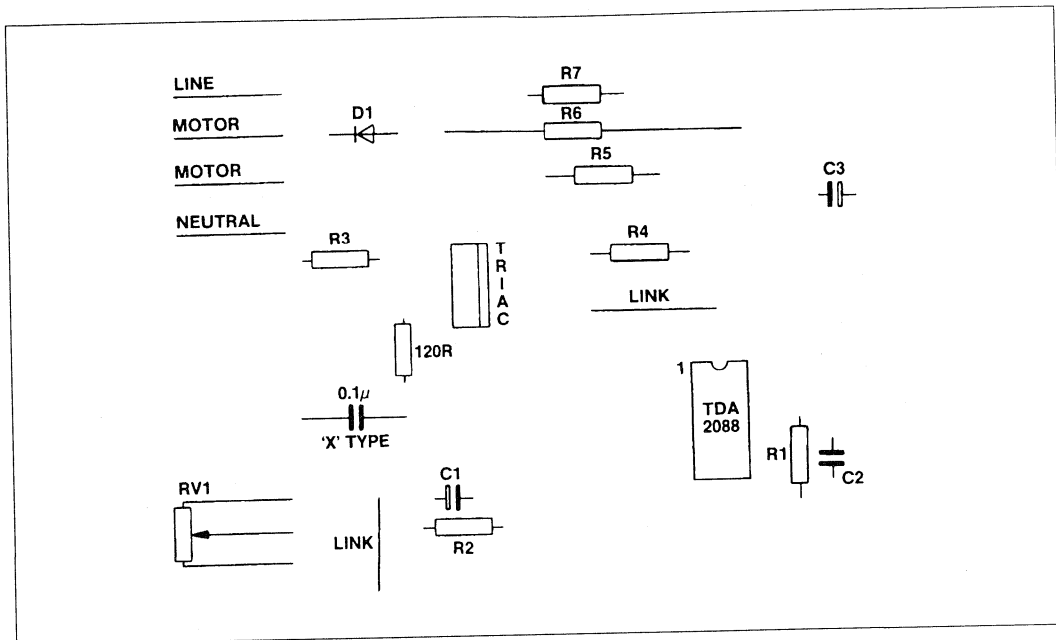 LINE
R7
D1
MOTOR
R6
MOTOR
R5
C3
NEUTRAL
R3
TRIAC
R4
LINK
120R
1
TDA
2088
0.1μ
'X' TYPE
R1
C2
C1
RV1
LINK
R2